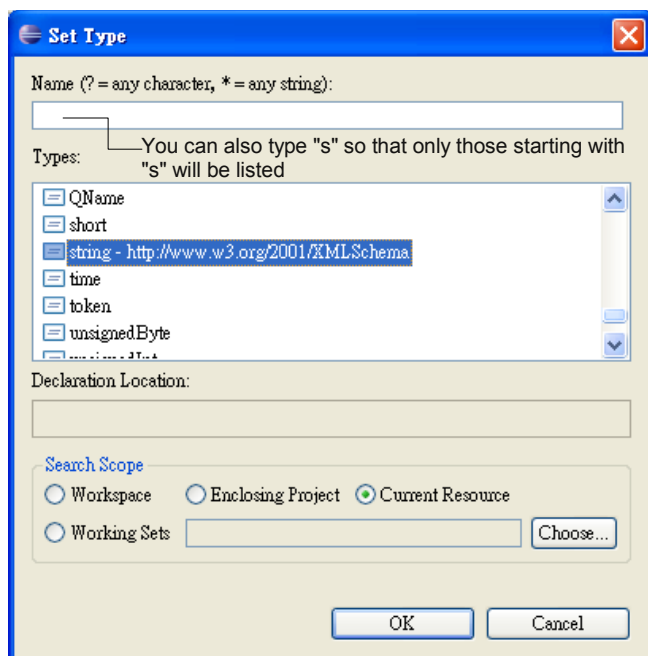 Set Type
Name (? = any character, * = any string):
You can also type "s" so that only those starting with
"s" will be listed
Types:
QName
short
string - http://www.w3.org/2001/XMLSchema
time
token
unsignedByte
unsignedInt
Declaration Location:
Search Scope
Workspace
Enclosing Project
Current Resource
Working Sets
Choose...
OK
Cancel